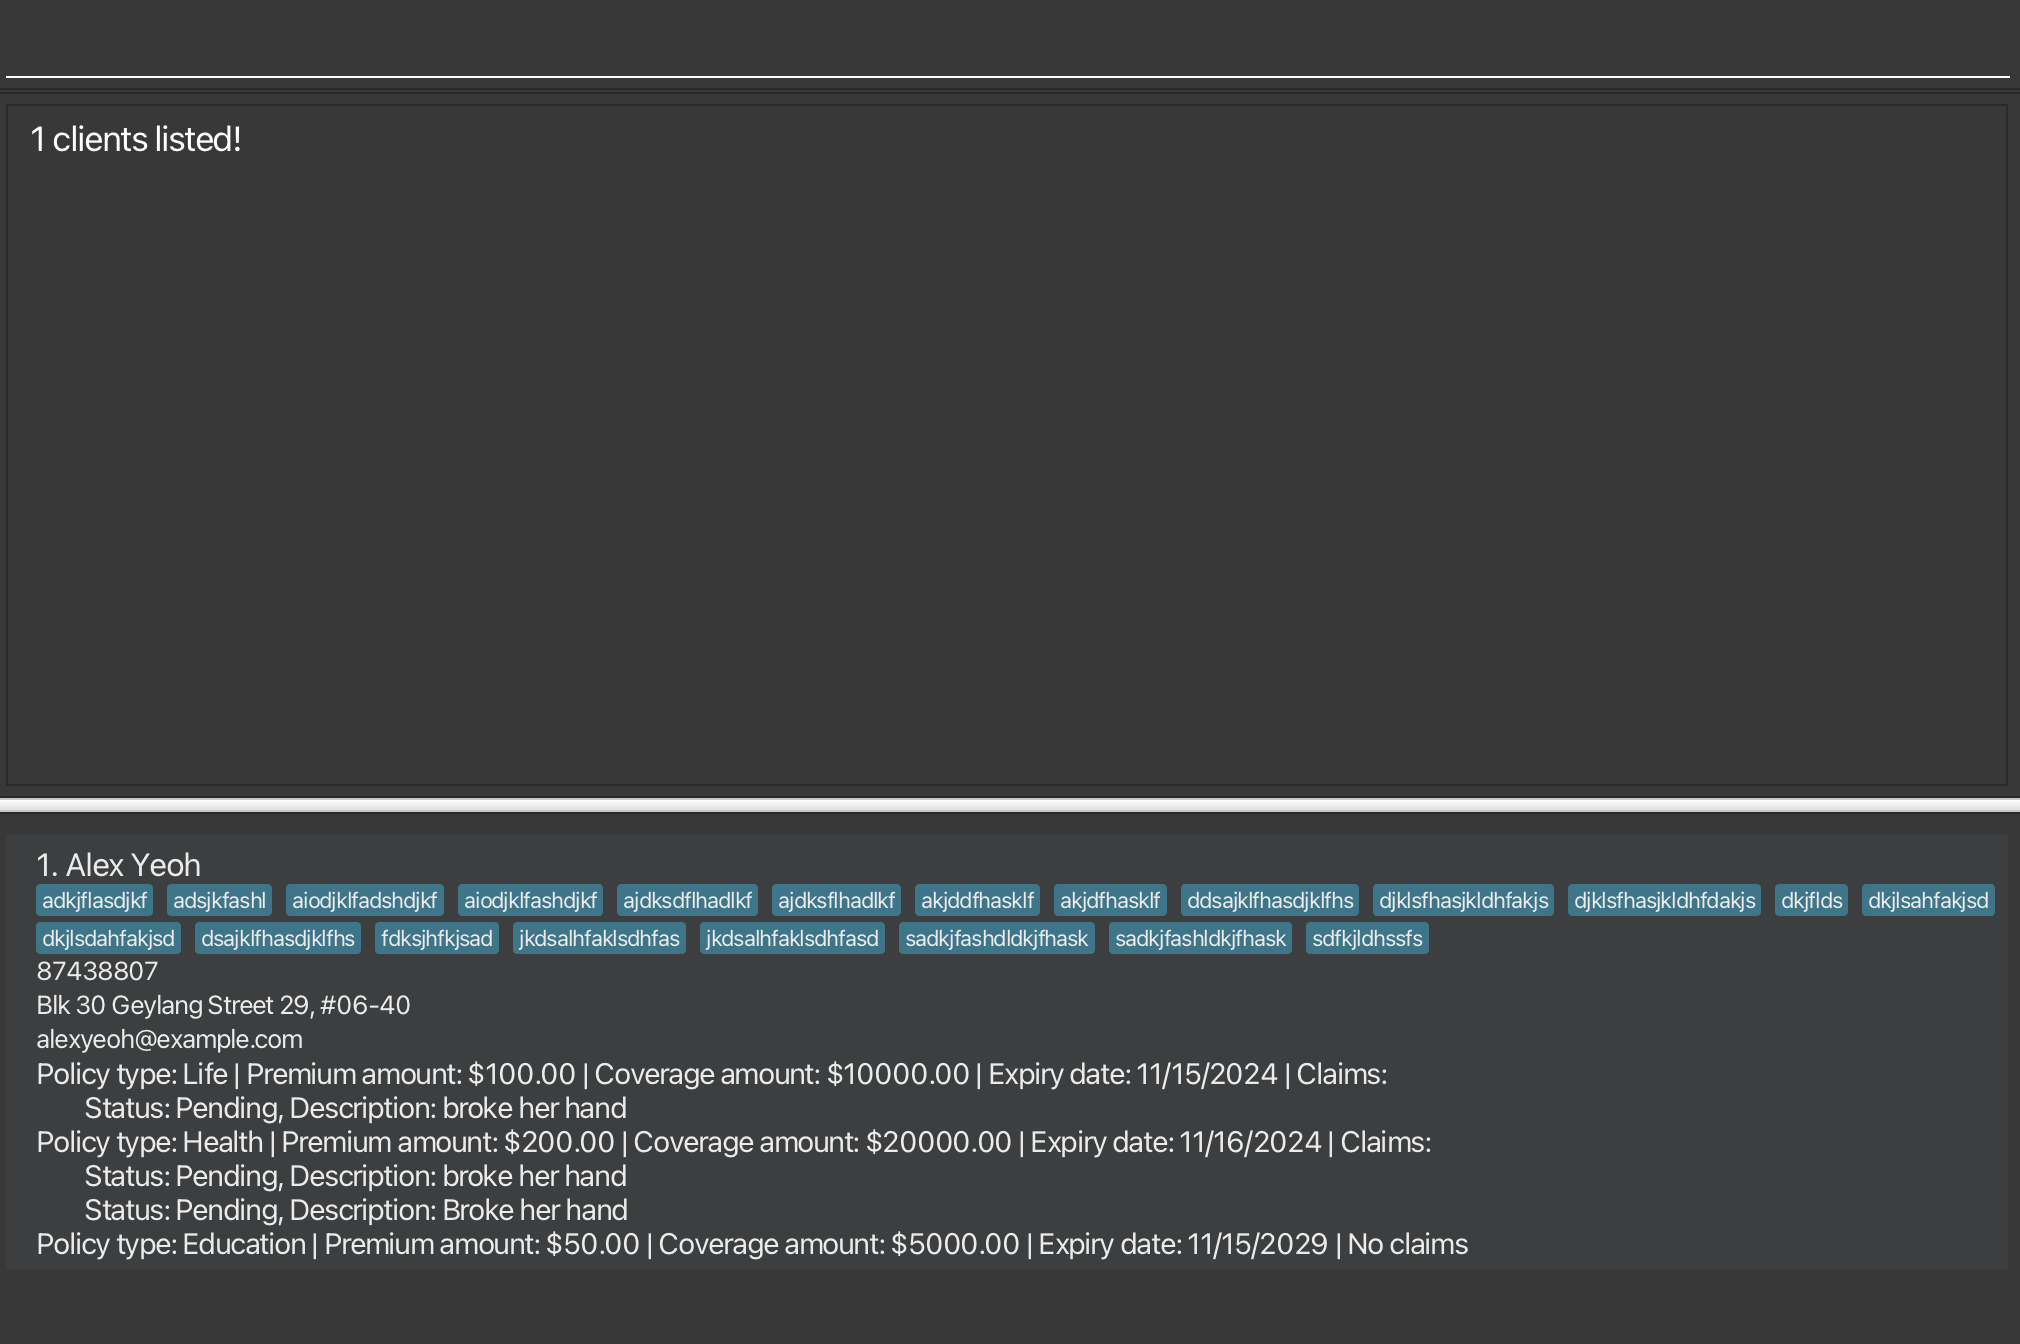 1 clients listed!
1. Alex Yeoh
adkjflasdjkf adsjkfashl aiodjklfadshdjkf aiodjklfashdjkf ajdksdflhadlkf ajdksflhadlkf akjddfhasklf akjdfhasklf ddsajklfhasdjklfhs djklsfhasjkldhfakjs djklsfhasjkldhfdakjs dkjflds dkjlsahfakjsd
dkjlsdahfakjsd dsajklfhasdjklfhs fdksjhfkjsad jkdsalhfaklsdhfas jkdsalhfaklsdhfasd sadkjfashdldkjfhask sadkjfashldkjfhask sdfkjldhssfs
87438807
Blk 30 Geylang Street 29, #06-40
alexyeoh@example.com
Policy type: Life | Premium amount: $100.00 | Coverage amount: $10000.00 | Expiry date: 11/15/2024 | Claims:
Status: Pending, Description: broke her hand
Policy type: Health | Premium amount: $200.00 | Coverage amount: $20000.00 | Expiry date: 11/16/2024 | Claims:
Status: Pending, Description: broke her hand
Status: Pending, Description: Broke her hand
Policy type: Education | Premium amount: $50.00 | Coverage amount: $5000.00 | Expiry date: 11/15/2029 | No claims